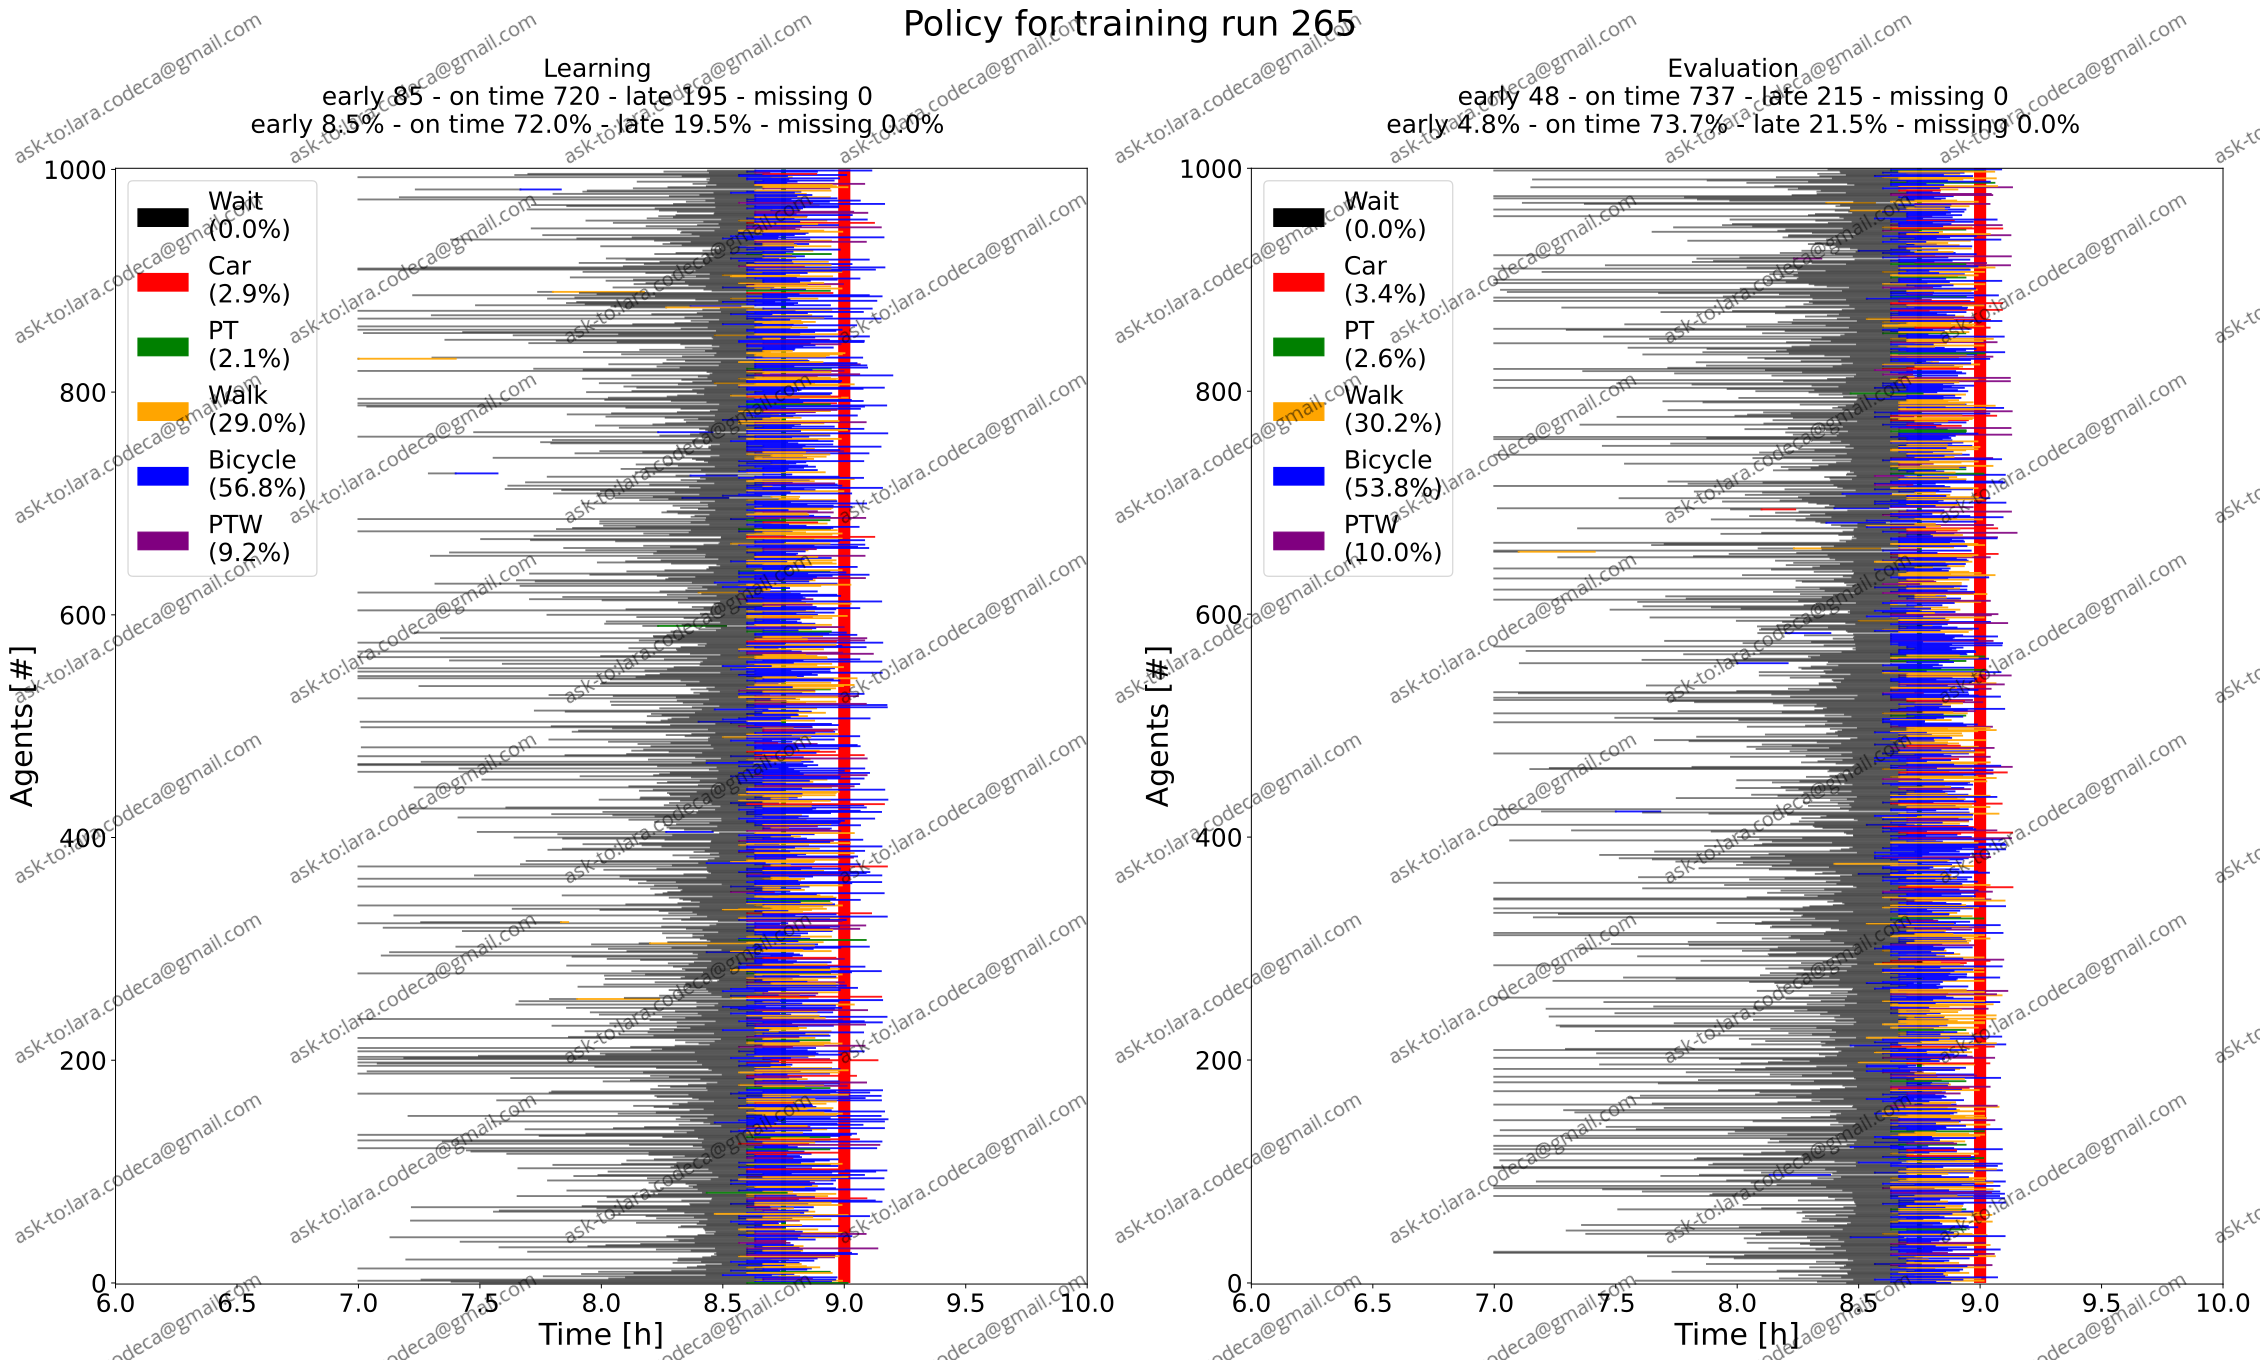 Policy for training run 265
Learning
early 85 - on time 720 - late 195 - missing 0
early 8.5% - on time 72.0% - late 19.5% - missing 0.0%
1000
800
600
400
200
0
Agents [#]
Wait
(0.0%)
Car
(2.9%)
PT
(2.1%)
Walk
(29.0%)
Bicycle
(56.8%)
PTW
(9.2%)
6.0 6.5 7.0 7.5 8.0 8.5 9.0 9.5 10.0
Time [h]
Evaluation
early 48 - on time 737 - late 215 - missing 0
early 4.8% - on time 73.7% - late 21.5% - missing 0.0%
1000
800
600
400
200
0
Agents [#]
Wait
(0.0%)
Car
(3.4%)
PT
(2.6%)
Walk
(30.2%)
Bicycle
(53.8%)
PTW
(10.0%)
6.0 6.5 7.0 7.5 8.0 8.5 9.0 9.5 10.0
Time [h]
ask-to:lara.codeca@gmail.com